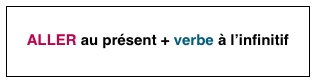 ALLER au présent + verbe à l’infinitif